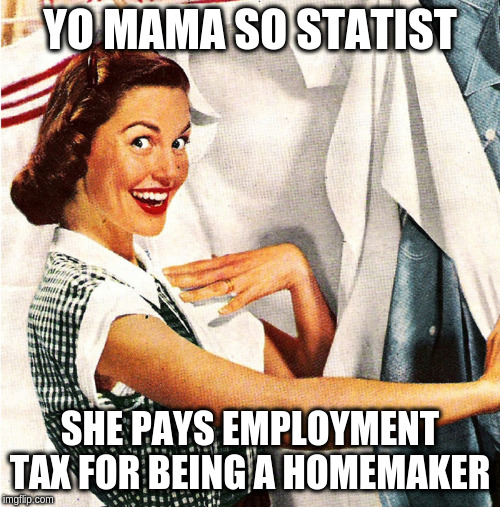 YO MAMA SO STATIST
SHE PAYS EMPLOYMENT
TAX FOR BEING A HOMEMAKER
imgflip.com